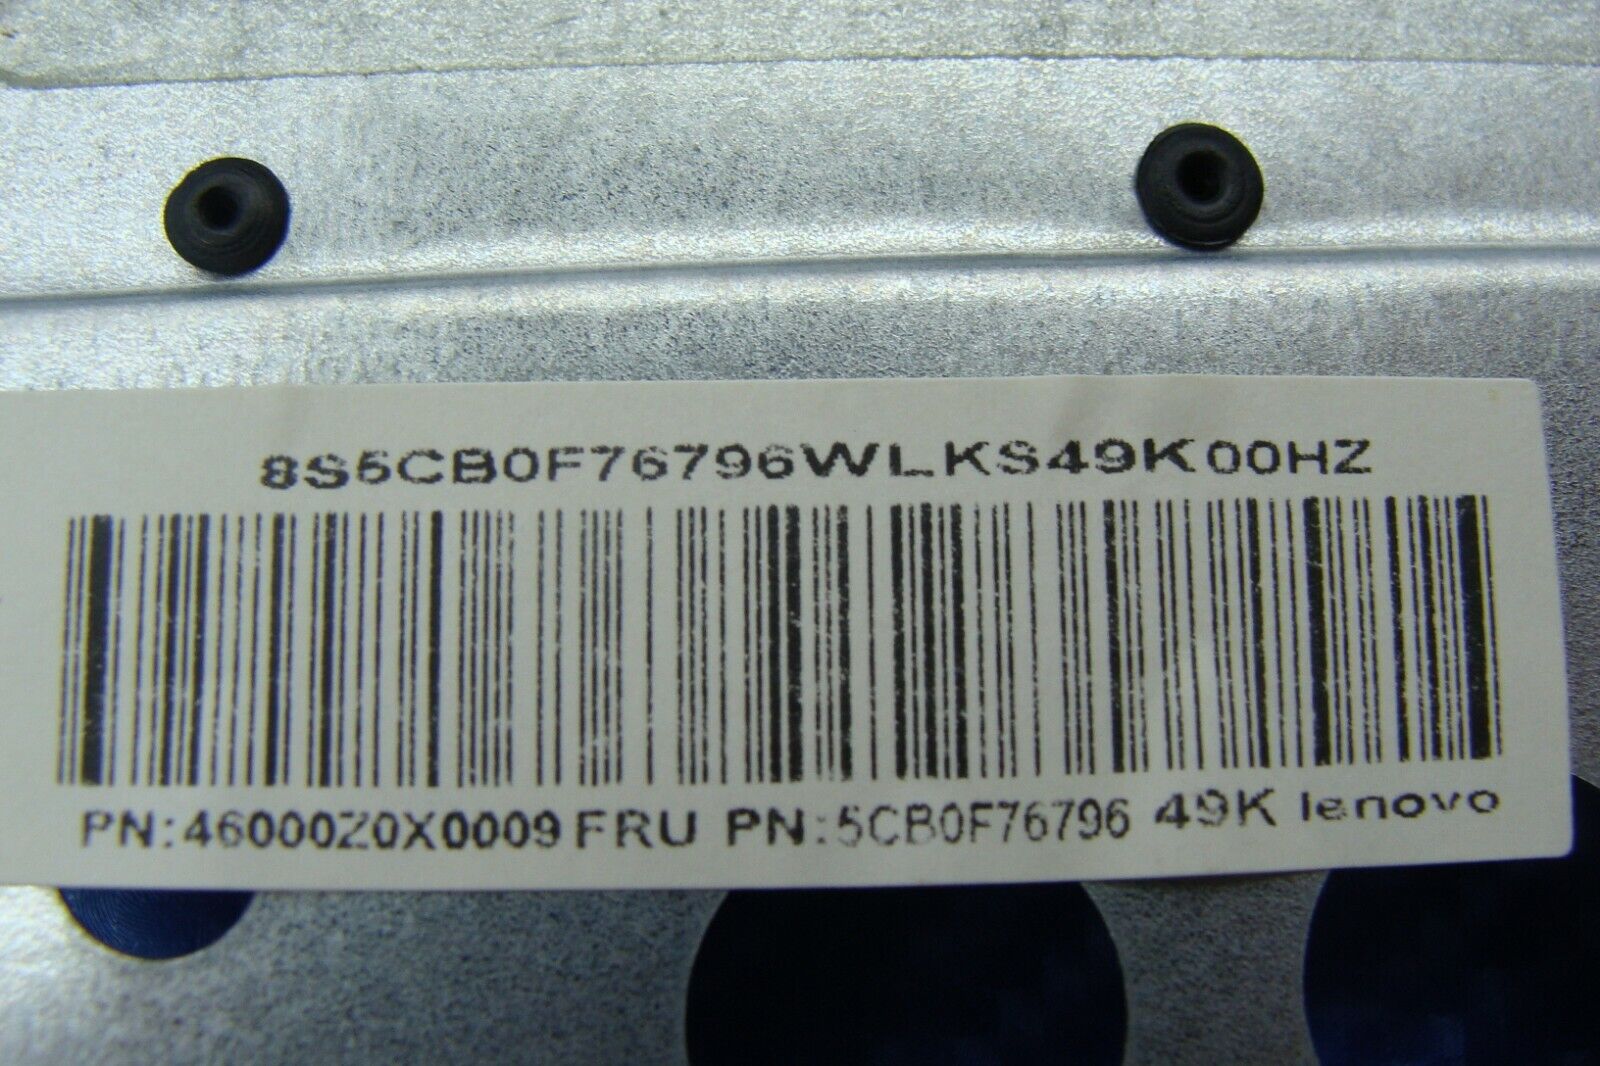 8S5CB0F76796WLKS49K00HZ
PN:46000Z0X0009 FRU PN:5CB0F76796 49K lenovo